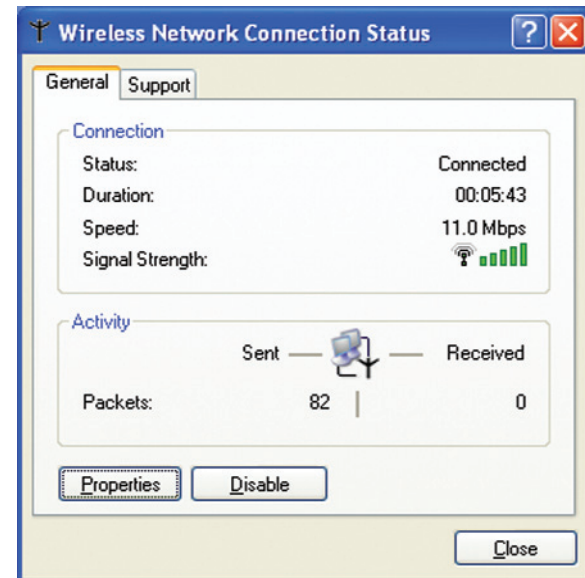 Wireless Network Connection Status
General Support
Connection
Status: Connected
Duration: 00:05:43
Speed: 11.0 Mbps
Signal Strength:
Activity
Sent Received
Packets: 82 0
Properties Disable
Close